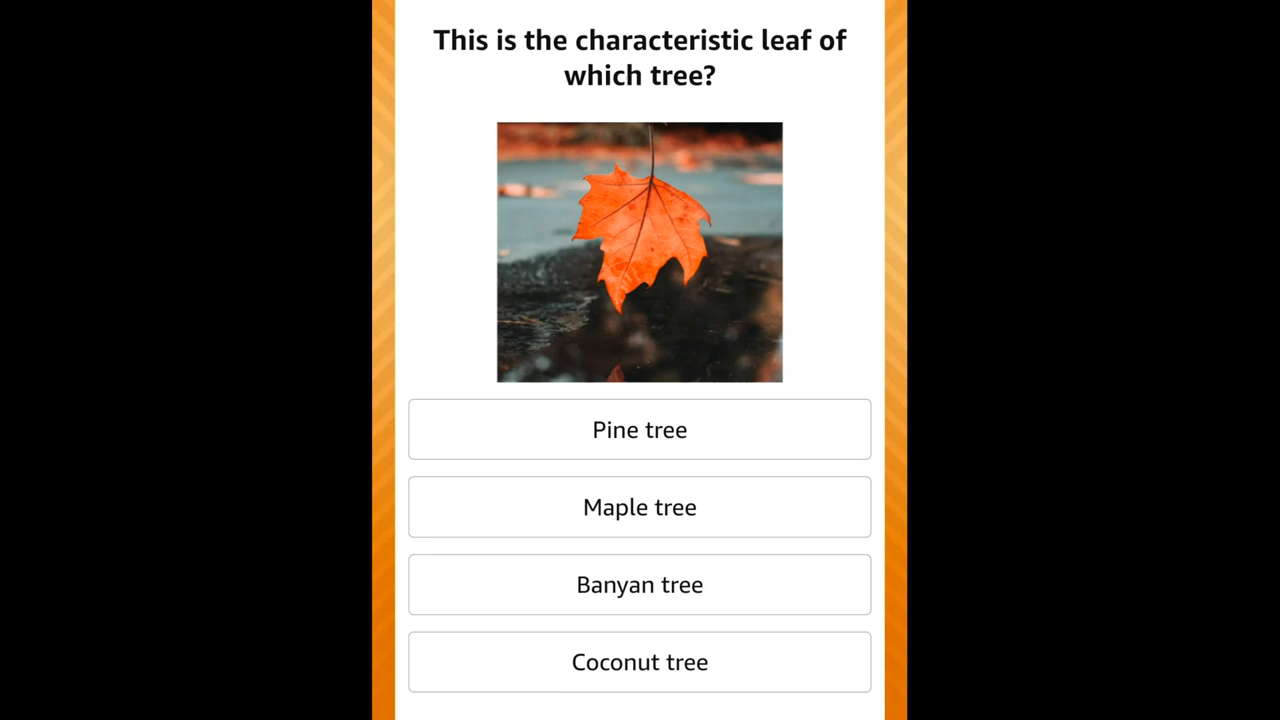 This is the characteristic leaf of
which tree?
Pine tree
Maple tree
Banyan tree
Coconut tree